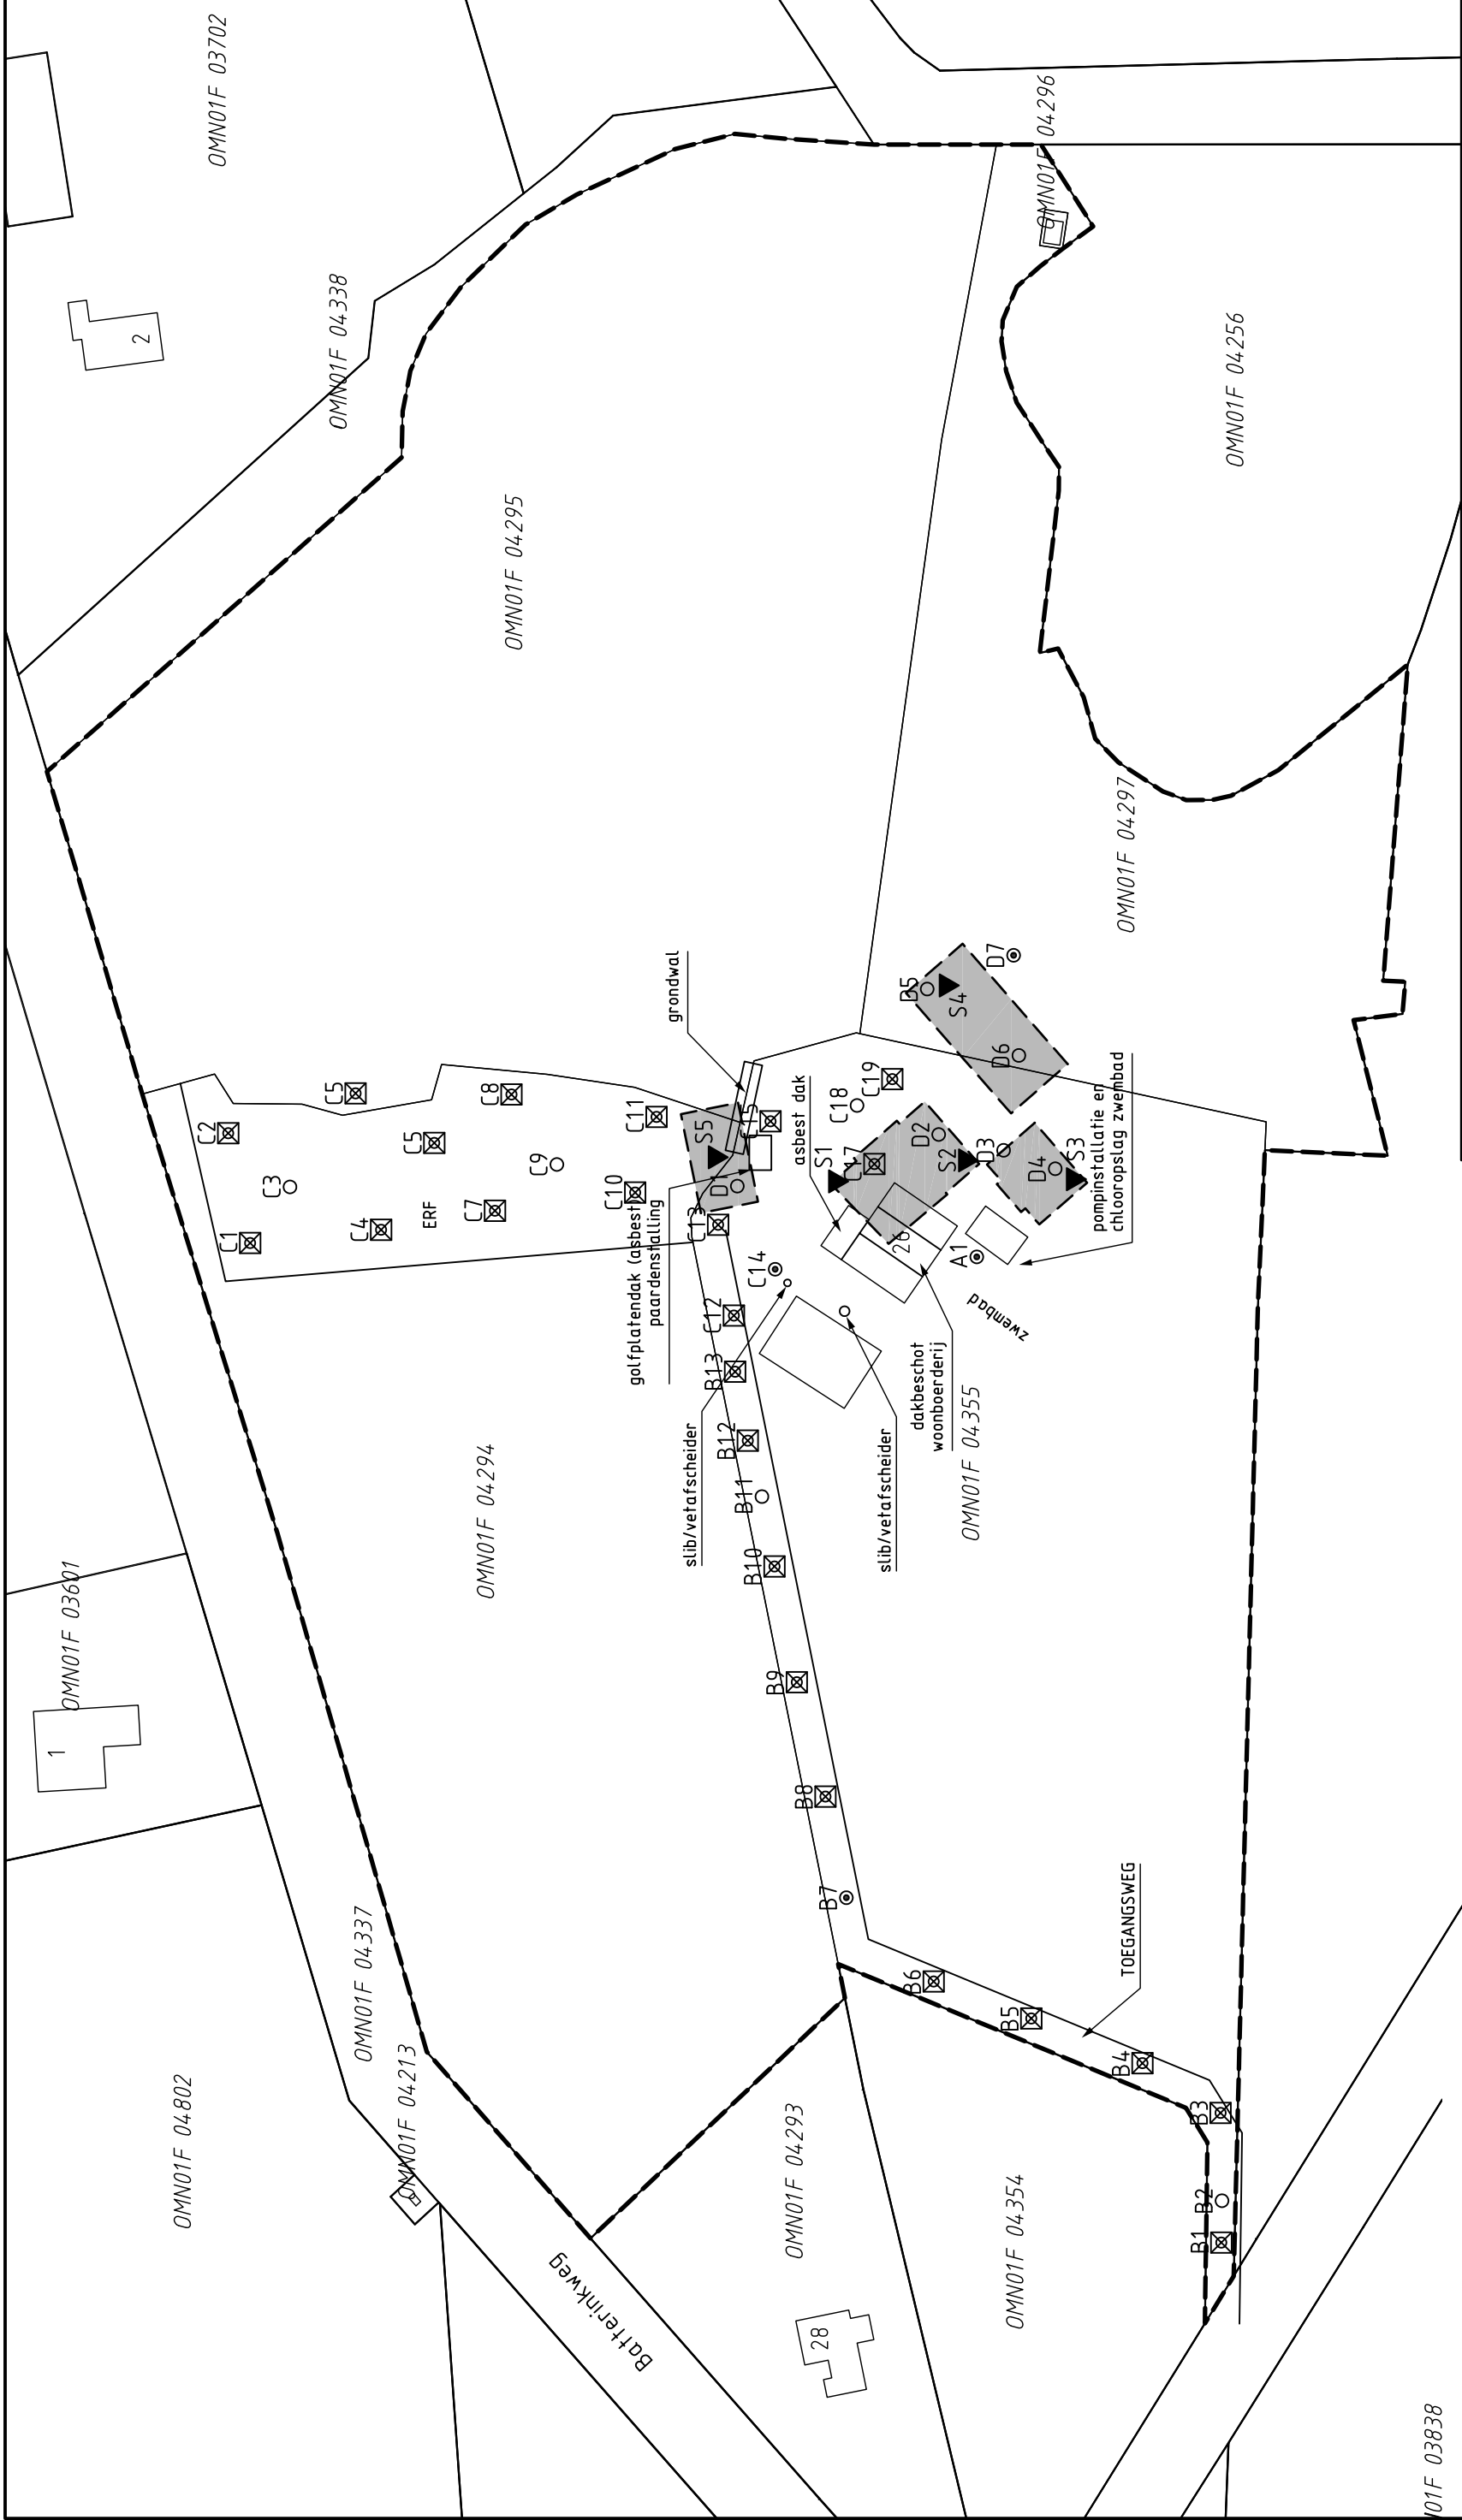 OMN01F 03702
2
OMN01F 04338
OMN01F 04296
OMN01F 04256
OMN01F 04295
OMN01F 04297
grondwal
D7
D5
S4
D6
C5
C8
C2
C11
C19
C18
asbest dak
pompinstallatie en
chlooropslag zwembad
C5
C9
C3
C10
S5
S1
C17
D2
S2
D3
D4
S3
C7
C4
C1
ERF
golfplatendak (asbest)
paardenstalling
C13
C14
26
A1
zwembad
C12
B13
B12
B11
B10
slib/vetafscheider
slib/vetafscheider
dakbeschot
woonboerderij
OMN01F 04355
OMN01F 04294
OMN01F 03601
1
B9
B8
B7
B6
B5
B4
B3
B2
B1
TOEGANGSWEG
OMN01F 04337
OMN01F 04213
OMN01F 04802
OMN01F 04293
OMN01F 04354
Batterinkweg
28
01F 03838